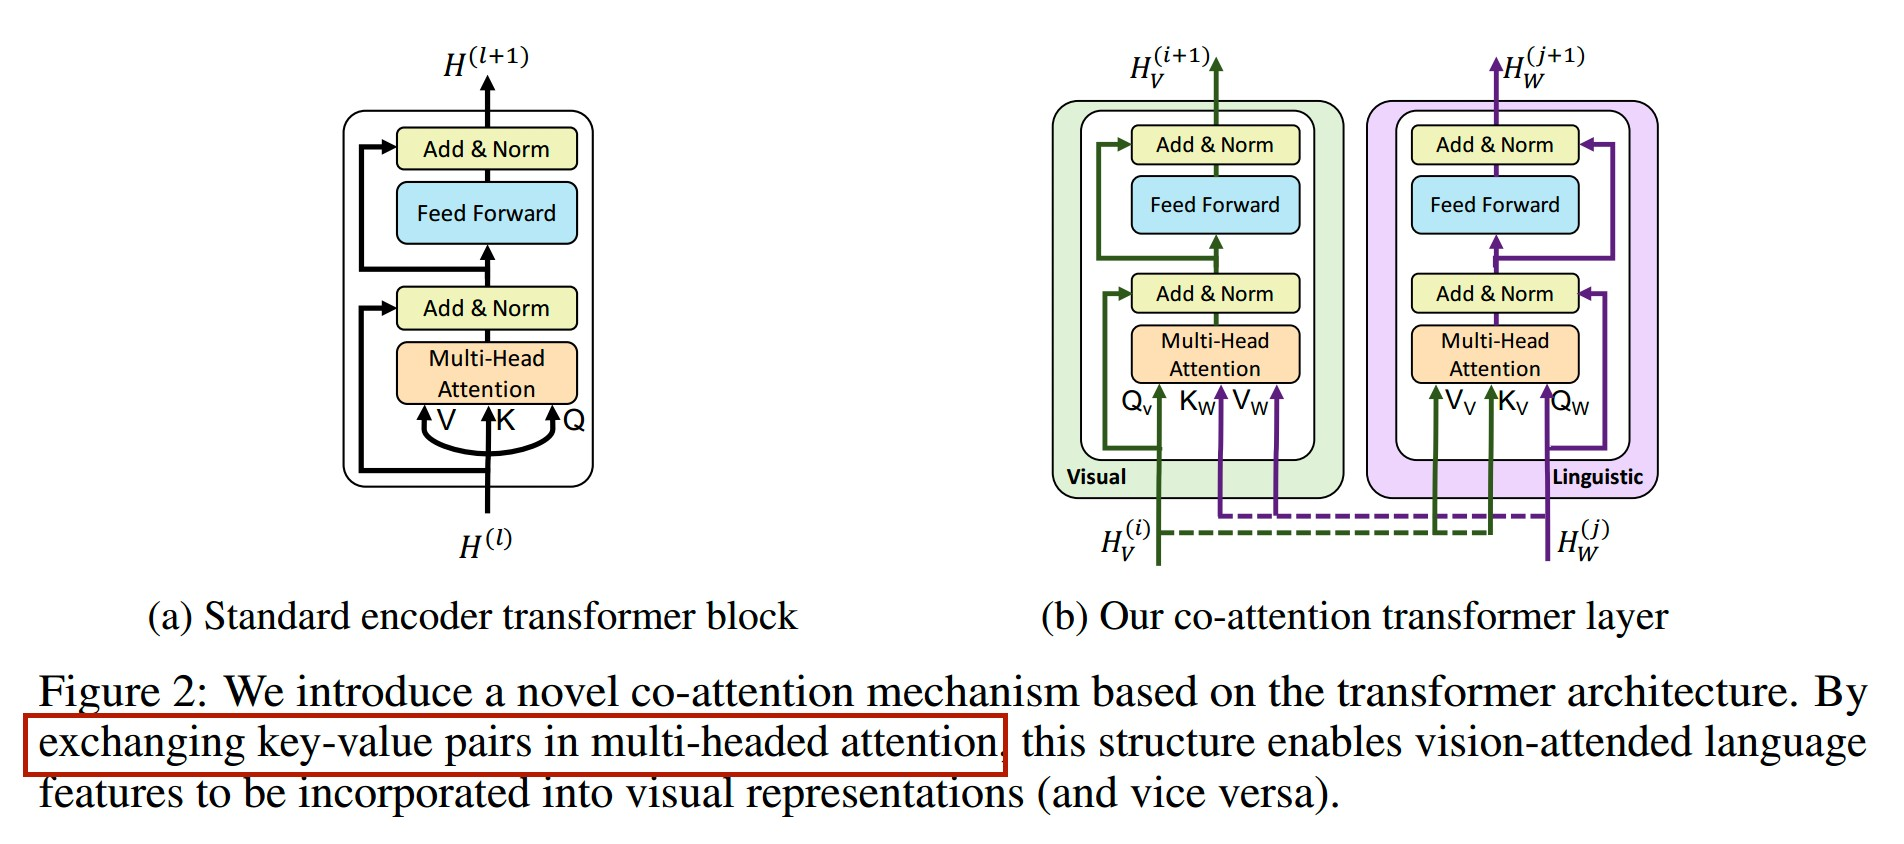 H^{(l+1)}
Add & Norm
Feed Forward
Add & Norm
Multi-Head
Attention
V K Q
H^{(l)}
(a) Standard encoder transformer block
H_V^{(i+1)}
Add & Norm
Feed Forward
Add & Norm
Multi-Head
Attention
Q_v K_W V_W
Visual
H_V^{(i)}
H_W^{(j+1)}
Add & Norm
Feed Forward
Add & Norm
Multi-Head
Attention
V_V K_V Q_W
Linguistic
H_W^{(j)}
(b) Our co-attention transformer layer
Figure 2: We introduce a novel co-attention mechanism based on the transformer architecture. By
exchanging key-value pairs in multi-headed attention, this structure enables vision-attended language
features to be incorporated into visual representations (and vice versa).